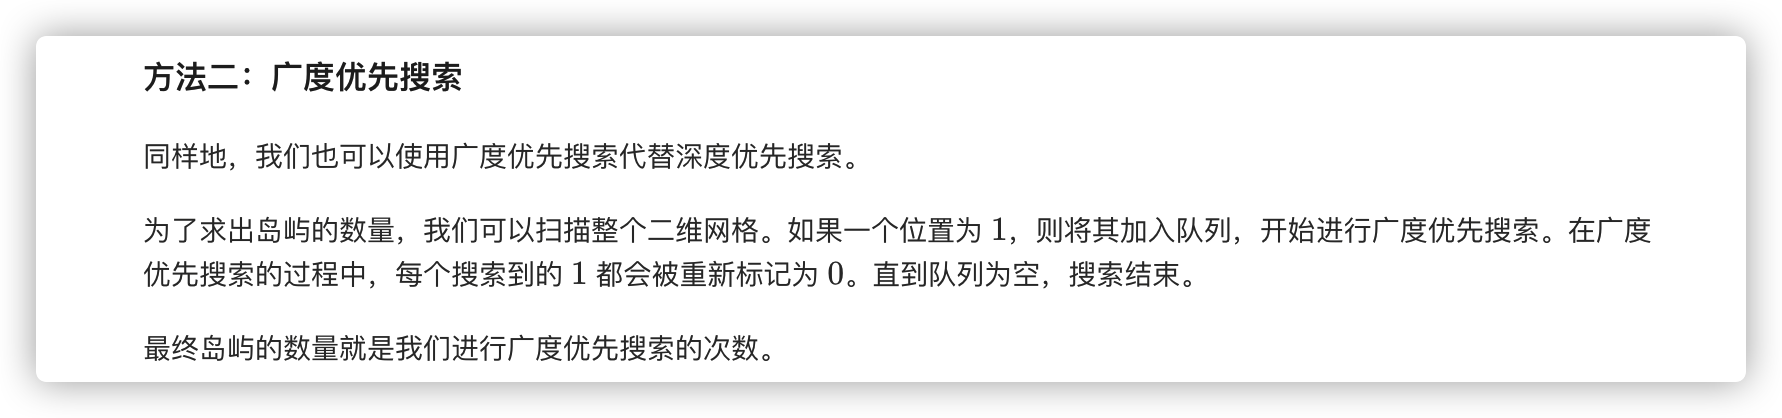 方法二：广度优先搜索
同样地，我们也可以使用广度优先搜索代替深度优先搜索。
为了求出岛屿的数量，我们可以扫描整个二维网格。如果一个位置为 1，则将其加入队列，开始进行广度优先搜索。在广度
优先搜索的过程中，每个搜索到的 1 都会被重新标记为 0。直到队列为空，搜索结束。
最终岛屿的数量就是我们进行广度优先搜索的次数。